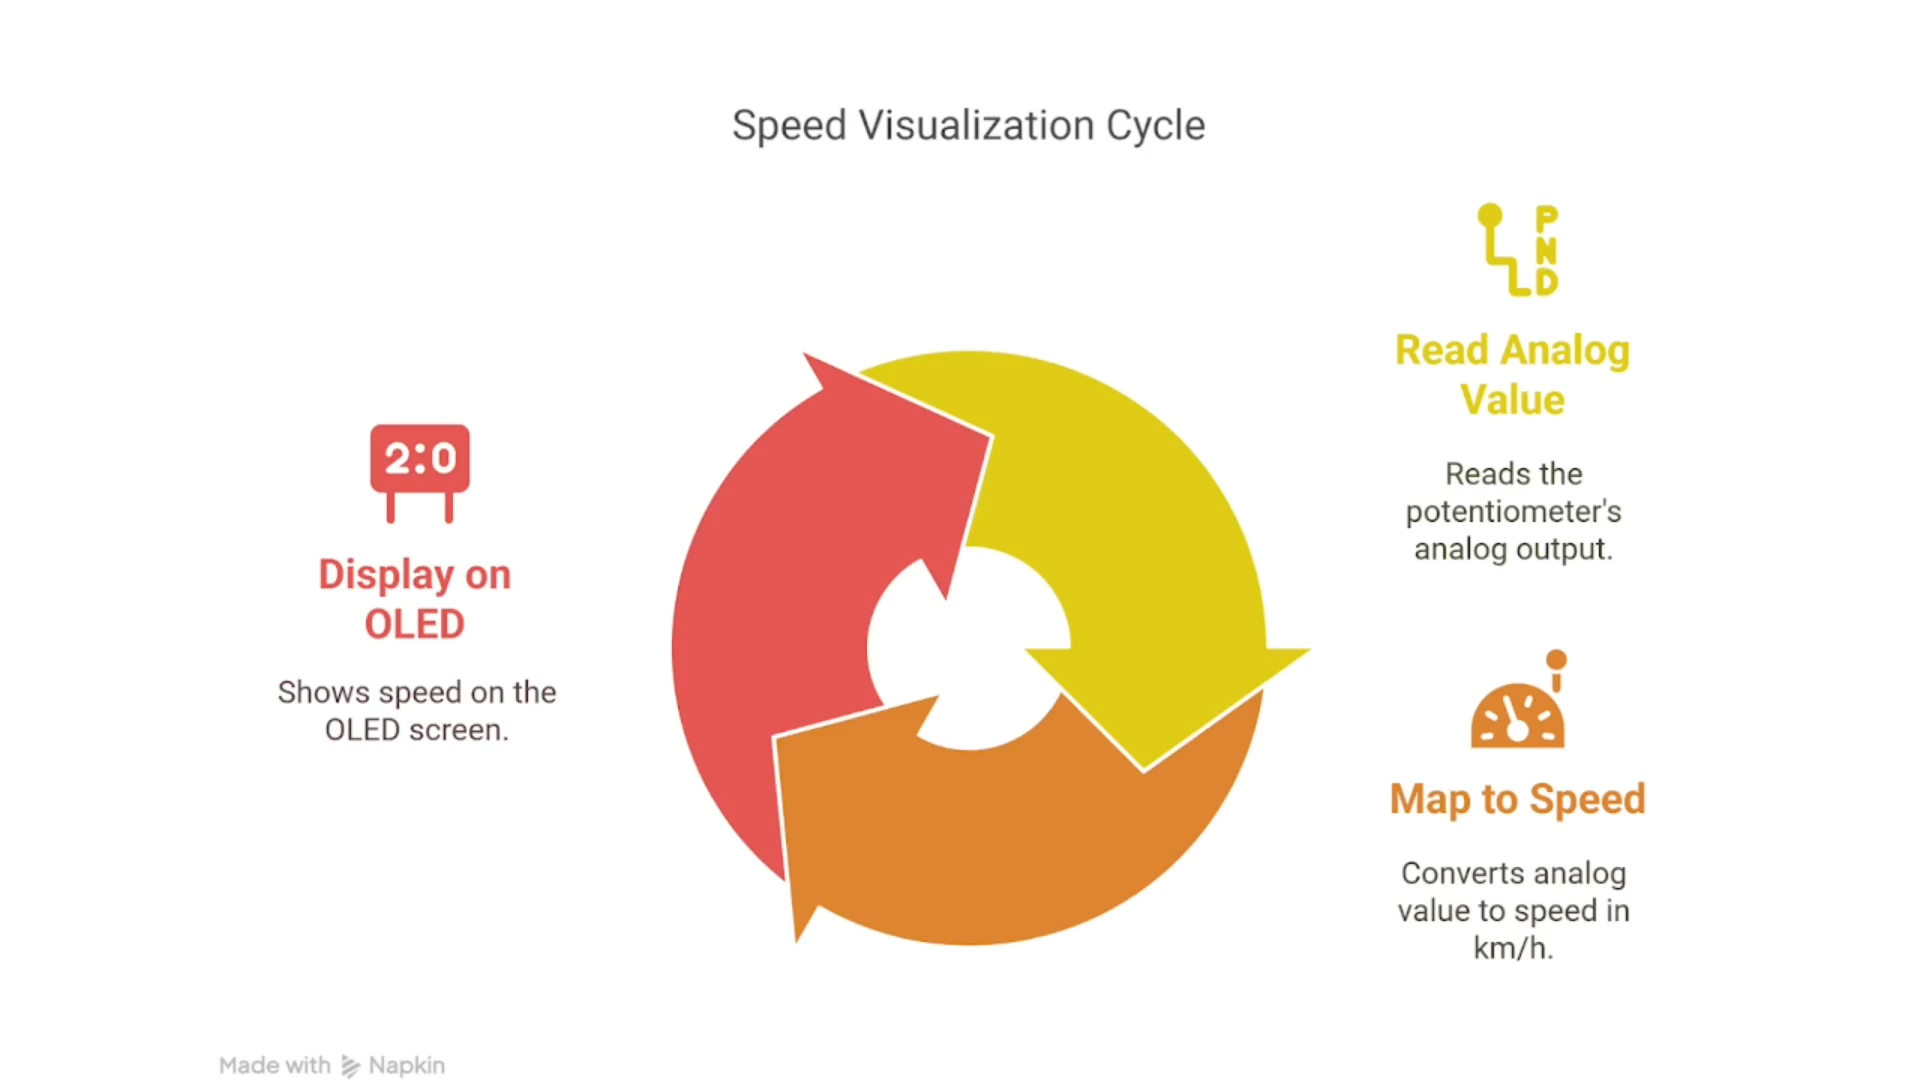 Speed Visualization Cycle
P
N
D
Read Analog
Value
Reads the
potentiometer's
analog output.
2:0
Display on
OLED
Shows speed on the
OLED screen.
Map to Speed
Converts analog
value to speed in
km/h.
Made with Napkin